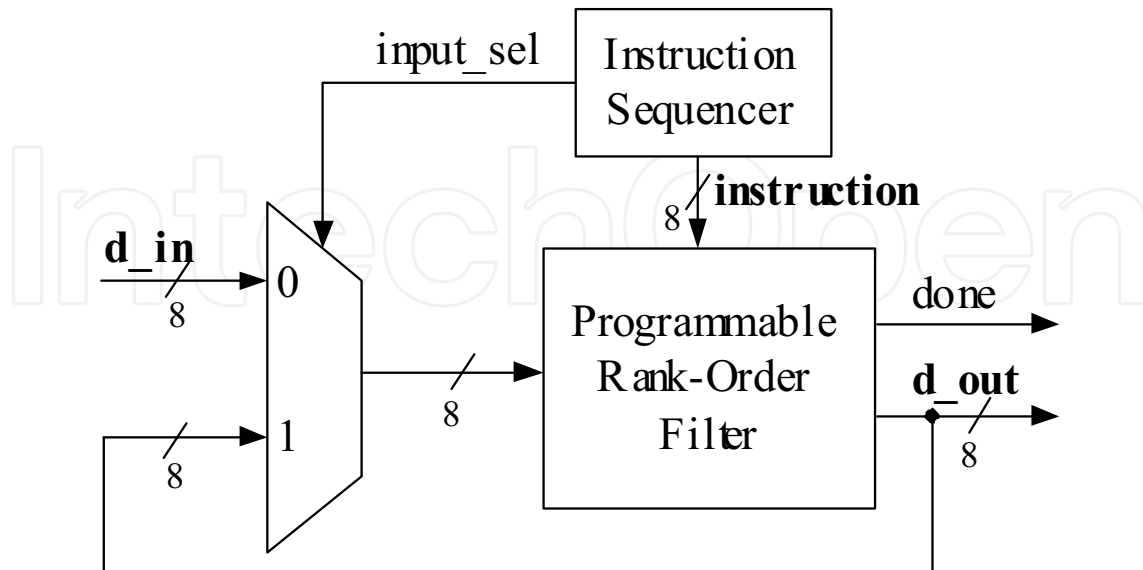 input_sel
Instruction
Sequencer
IntechOpen
instruction
8
d_in
8
0
Programmable
Rank-Order
Filter
done
8
d_out
8
1
8